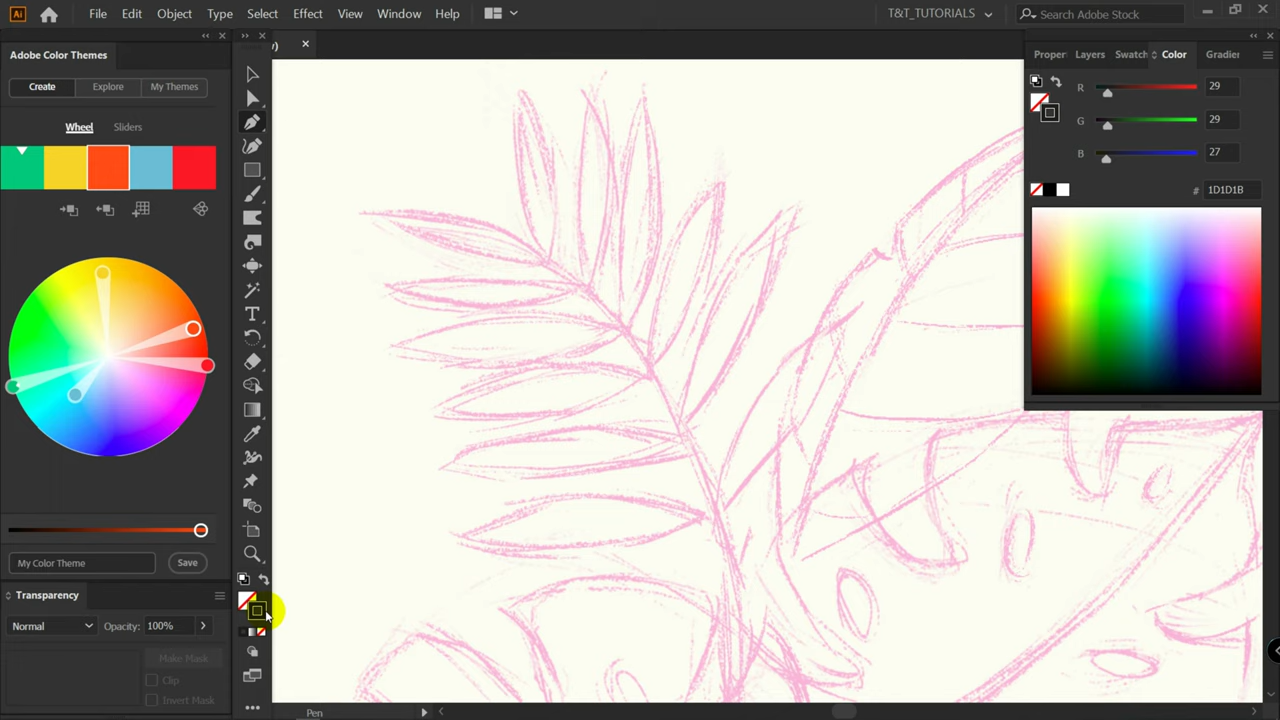 Ai File Edit Object Type Select Effect View Window Help T&T_TUTORIALS Search Adobe Stock
)
Adobe Color Themes
Proper Layers Swatch Color Gradier
Create Explore My Themes
R 29
G 29
Wheel Sliders
B 27
# 1D1D1B
T
My Color Theme Save
Transparency
Normal Opacity: 100%
Make Mask
Clip
Invert Mask
Pen